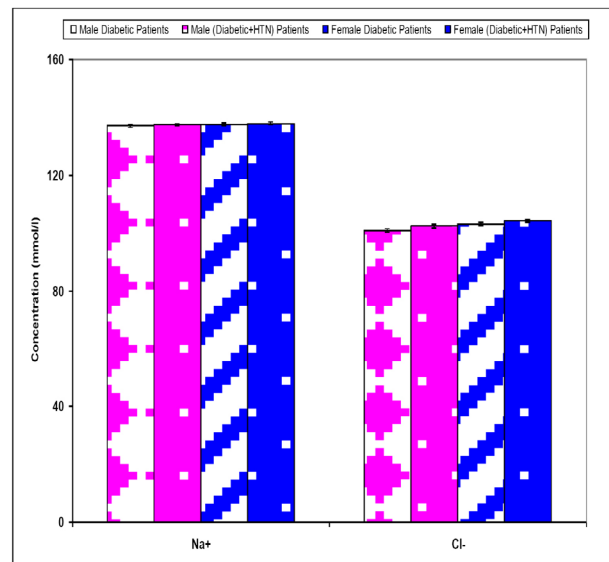 Male Diabetic Patients Male (Diabetic+HTN) Patients Female Diabetic Patients Female (Diabetic+HTN) Patients
160
120
80
40
0
Concentration (mmol/l)
Na+ Cl-